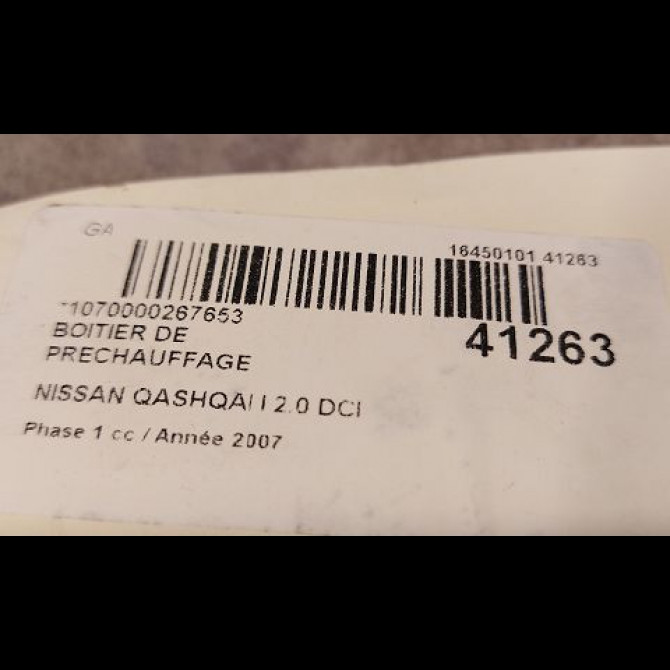 GA
16450101 41263
1070000267653
41263
BOITIER DE
PRECHAUFFAGE
NISSAN QASHQAI I 2.0 DCI
Phase 1 cc / Année 2007